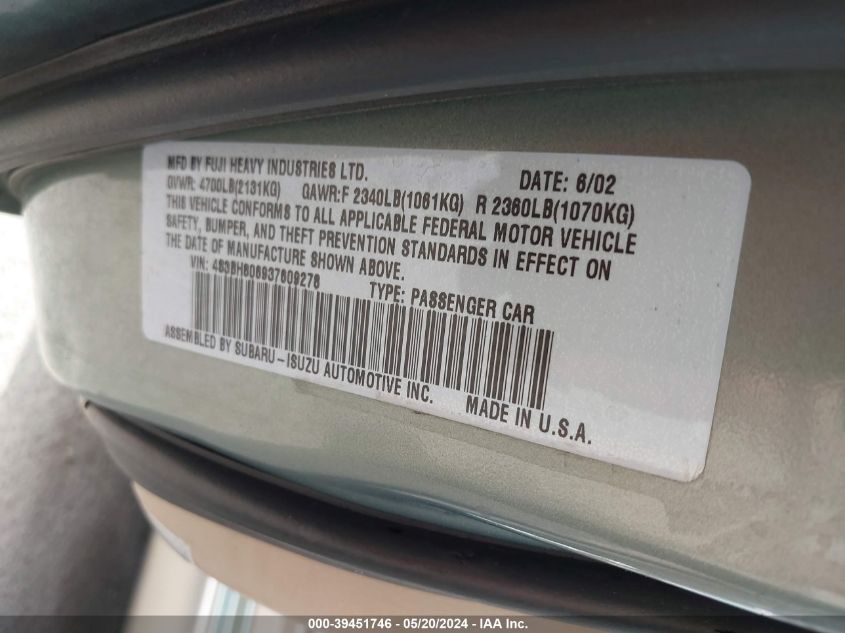 MFD BY FUJI HEAVY INDUSTRIES LTD. DATE: 6/02
GVWR: 4700LB(2131KG) GAWR:F 2340LB(1061KG) R 2360LB(1070KG)
THIS VEHICLE CONFORMS TO ALL APPLICABLE FEDERAL MOTOR VEHICLE
SAFETY, BUMPER, AND THEFT PREVENTION STANDARDS IN EFFECT ON
THE DATE OF MANUFACTURE SHOWN ABOVE.
VIN: 4S3BH806937609278 TYPE: PASSENGER CAR
ASSEMBLED BY SUBARU-ISUZU AUTOMOTIVE INC. MADE IN U.S.A.
000-39451746 - 05/20/2024 - IAA Inc.